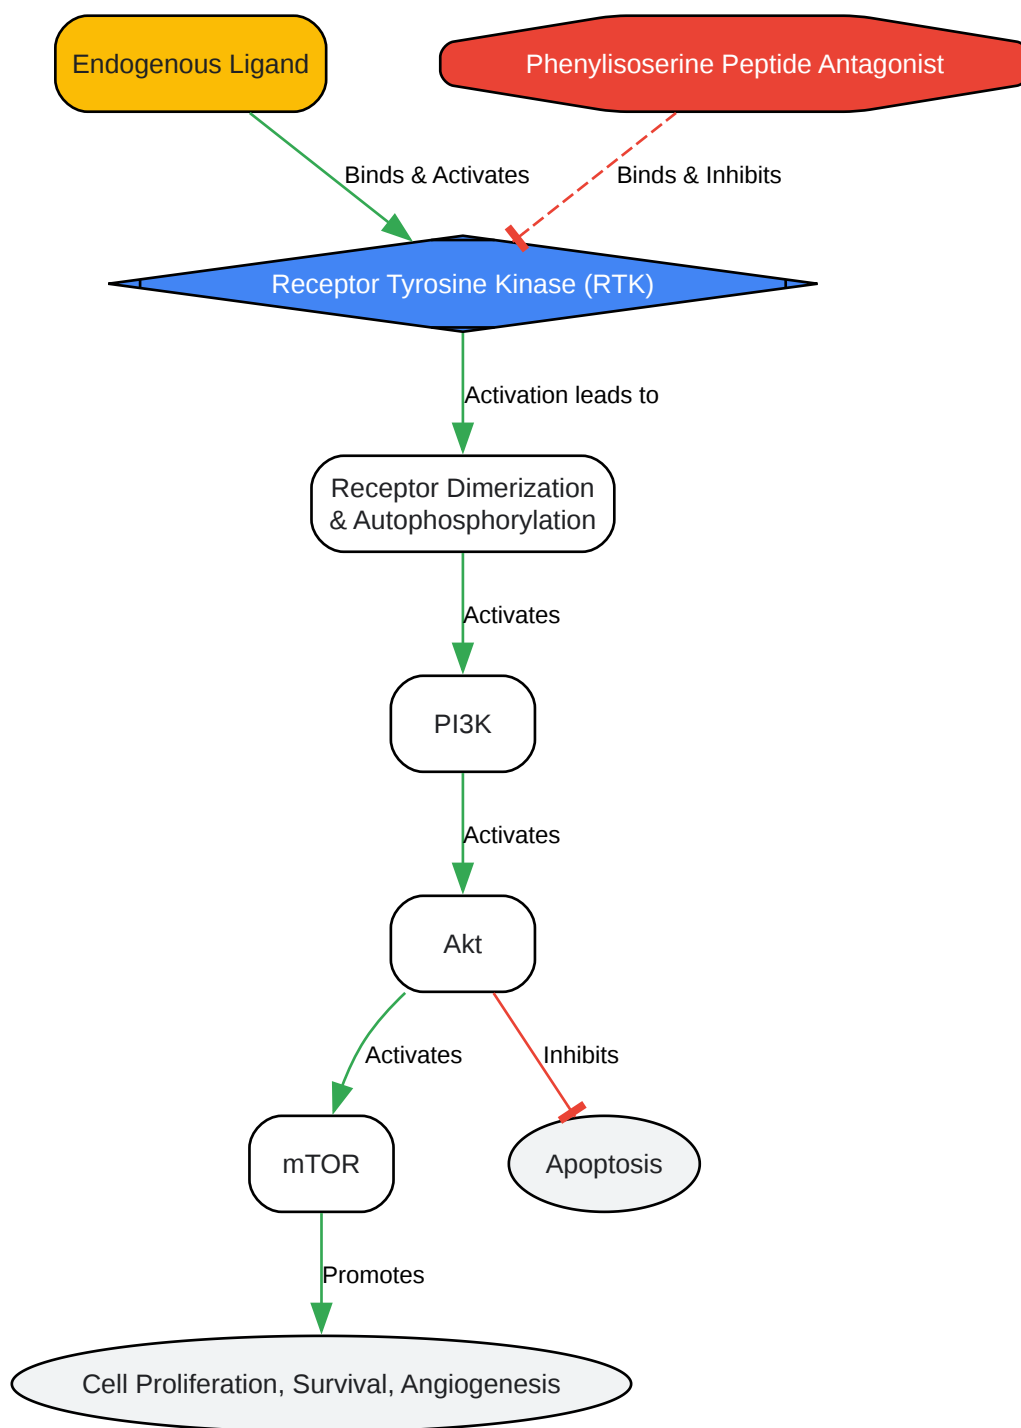 Endogenous Ligand
Phenylisoserine Peptide Antagonist
Binds & Activates
Binds & Inhibits
Receptor Tyrosine Kinase (RTK)
Activation leads to
Receptor Dimerization
& Autophosphorylation
Activates
PI3K
Activates
Akt
Activates
Inhibits
mTOR
Apoptosis
Promotes
Cell Proliferation, Survival, Angiogenesis